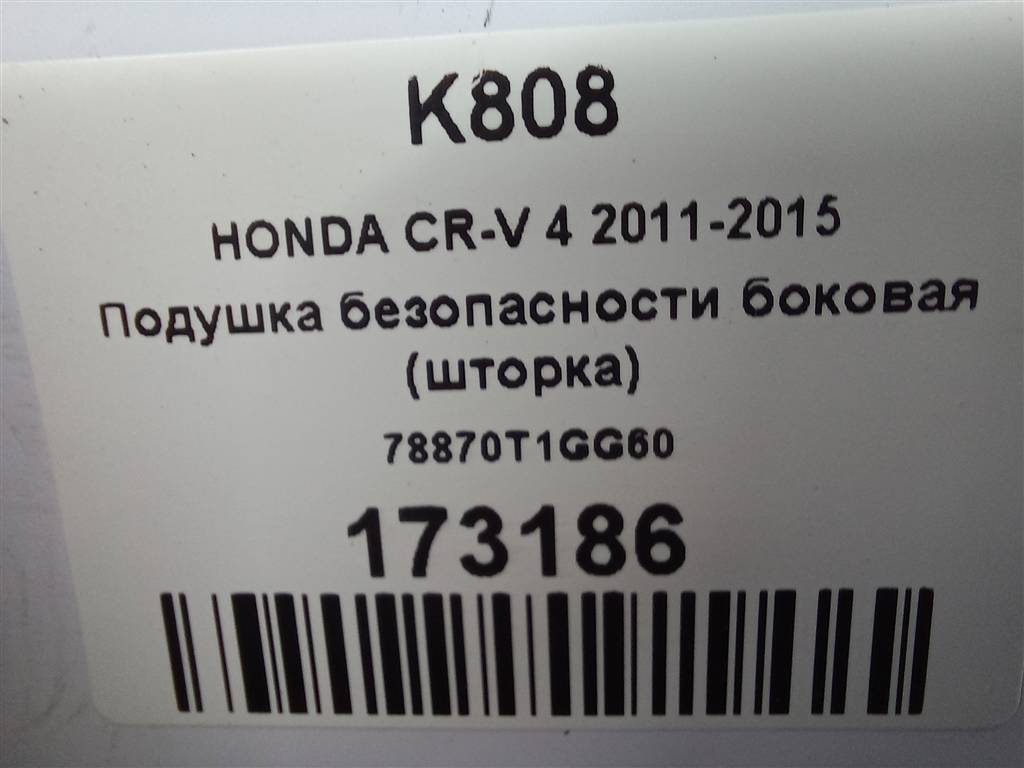 K808
HONDA CR-V 4 2011-2015
Подушка безопасности боковая
(шторка)
78870T1GG60
173186